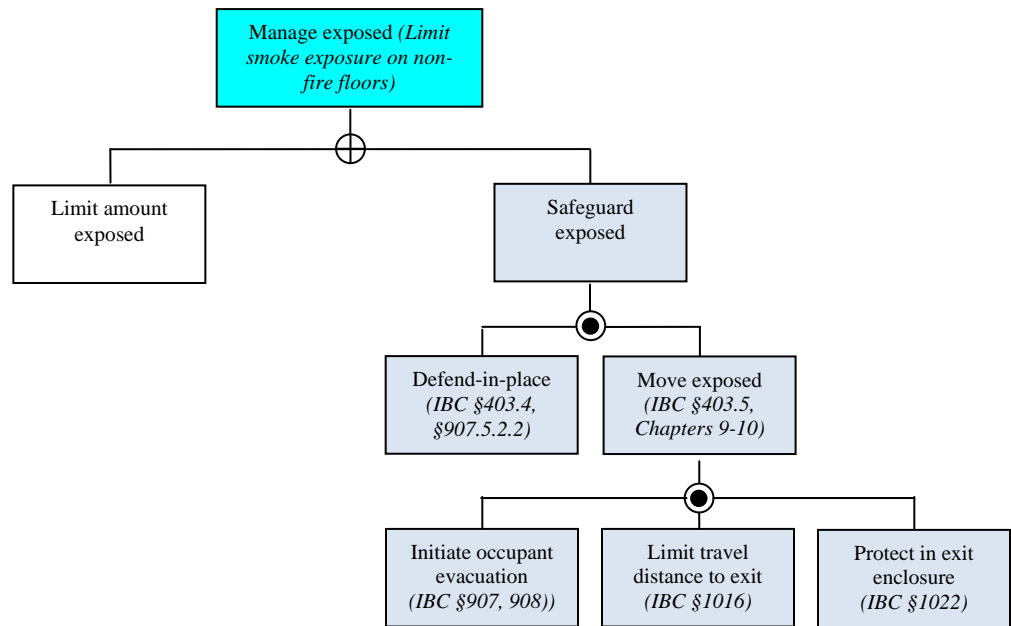 Manage exposed (Limit
smoke exposure on non-
fire floors)
Limit amount
exposed
Safeguard
exposed
Defend-in-place
(IBC §403.4,
§907.5.2.2)
Move exposed
(IBC §403.5,
Chapters 9-10)
Initiate occupant
evacuation
(IBC §907, 908))
Limit travel
distance to exit
(IBC §1016)
Protect in exit
enclosure
(IBC §1022)